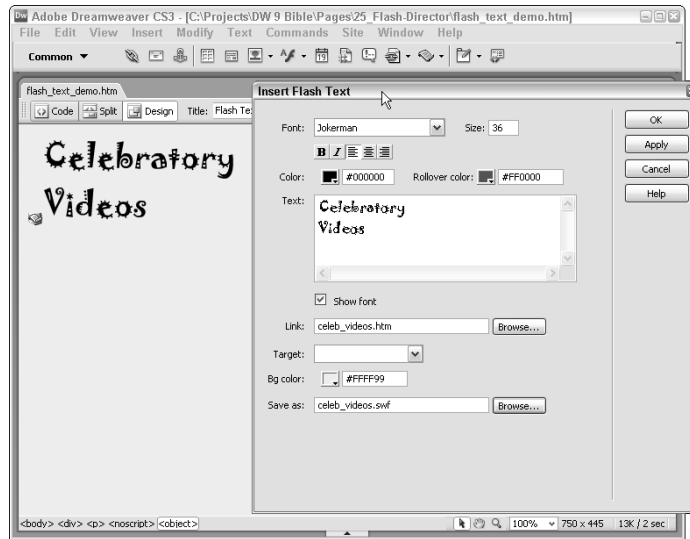 Adobe Dreamweaver CS3 - [C:\Projects\DW 9 Bible\Pages\25_Flash-Director\flash_text_demo.htm]
File Edit View Insert Modify Text Commands Site Window Help
Common
flash_text_demo.htm
Code Split Design Title: Flash Te
Celebratory
Videos
Insert Flash Text
Font: Jokerman Size: 36
B I
Color: #000000 Rollover color: #FF0000
Text: Celebratory
Videos
Show font
Link: celeb_videos.htm Browse...
Target:
Bg color: #FFFF99
Save as: celeb_videos.swf Browse...
OK
Apply
Cancel
Help
<body> <div> <p> <noscript> <object> 100% 750 x 445 13K / 2 sec